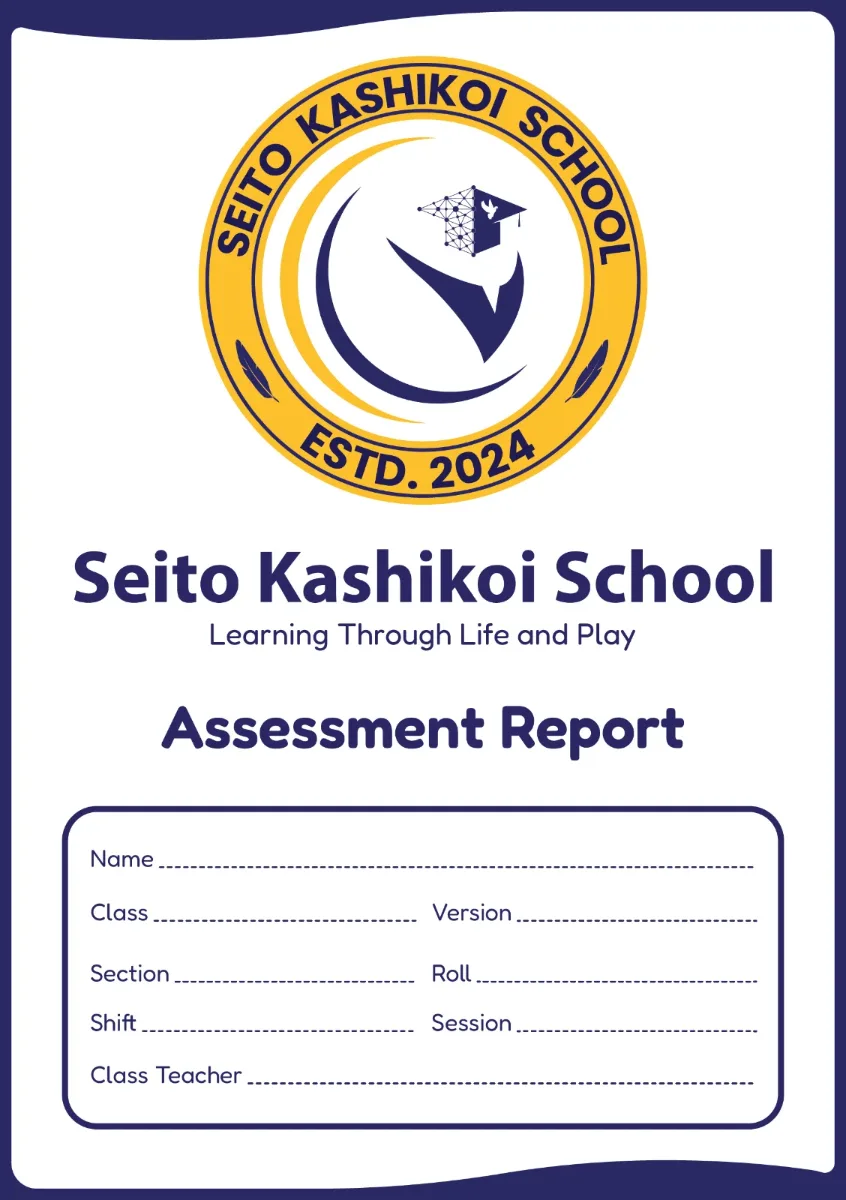 SEITO KASHIKOI SCHOOL
ESTD. 2024
Seito Kashikoi School
Learning Through Life and Play
Assessment Report
Name
Class Version
Section Roll
Shift Session
Class Teacher